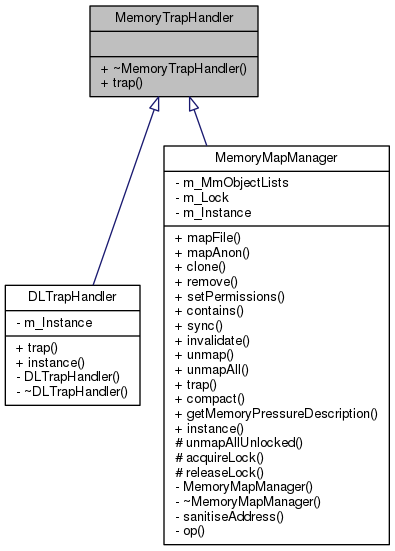 MemoryTrapHandler
+ ~MemoryTrapHandler()
+ trap()
MemoryMapManager
- m_MmObjectLists
- m_Lock
- m_Instance
+ mapFile()
+ mapAnon()
+ clone()
+ remove()
+ setPermissions()
+ contains()
+ sync()
+ invalidate()
+ unmap()
+ unmapAll()
+ trap()
+ compact()
+ getMemoryPressureDescription()
+ instance()
# unmapAllUnlocked()
# acquireLock()
# releaseLock()
- MemoryMapManager()
- ~MemoryMapManager()
- sanitiseAddress()
- op()
DLTrapHandler
- m_Instance
+ trap()
+ instance()
- DLTrapHandler()
- ~DLTrapHandler()